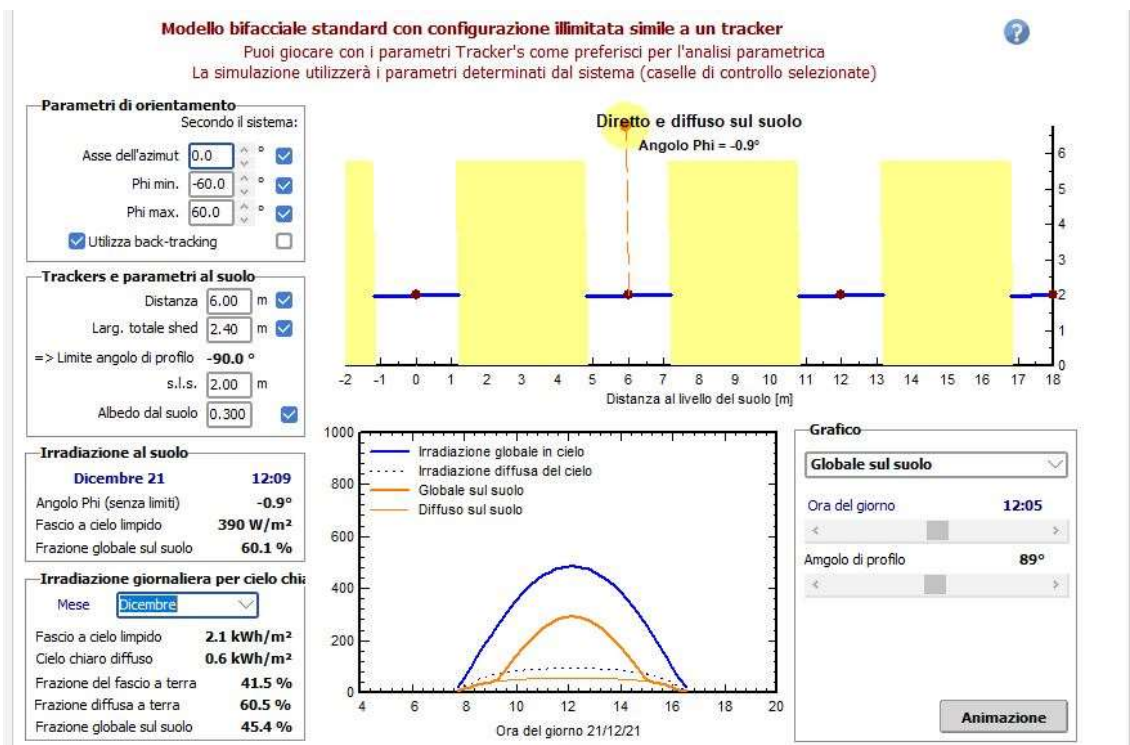 Modello bifacciale standard con configurazione illimitata simile a un tracker
Puoi giocare con i parametri Tracker's come preferisci per l'analisi parametrica
La simulazione utilizzerà i parametri determinati dal sistema (caselle di controllo selezionate)
?
Parametri di orientamento
Secondo il sistema:
Asse dell'azimut 0.0 °
Phi min. -60.0 °
Phi max. 60.0 °
Utilizza back-tracking
Trackers e parametri al suolo
Distanza 6.00 m
Larg. totale shed 2.40 m
=> Limite angolo di profilo -90.0 °
s.l.s. 2.00 m
Albedo dal suolo 0.300
Irradiazione al suolo
Dicembre 21 12:09
Angolo Phi (senza limiti) -0.9°
Fascio a cielo limpido 390 W/m²
Frazione globale sul suolo 60.1 %
Irradiazione giornaliera per cielo chia
Mese Dicembre
Fascio a cielo limpido 2.1 kWh/m²
Cielo chiaro diffuso 0.6 kWh/m²
Frazione del fascio a terra 41.5 %
Frazione diffusa a terra 60.5 %
Frazione globale sul suolo 45.4 %
Diretto e diffuso sul suolo
Angolo Phi = -0.9°
6
5
4
3
2
1
0
-2 -1 0 1 2 3 4 5 6 7 8 9 10 11 12 13 14 15 16 17 18
Distanza al livello del suolo [m]
1000
800
600
400
200
0
Irradiazione globale in cielo
Irradiazione diffusa del cielo
Globale sul suolo
Diffuso sul suolo
4 6 8 10 12 14 16 18 20
Ora del giorno 21/12/21
Grafico
Globale sul suolo
Ora del giorno 12:05
< >
Amgolo di profilo 89°
< >
Animazione